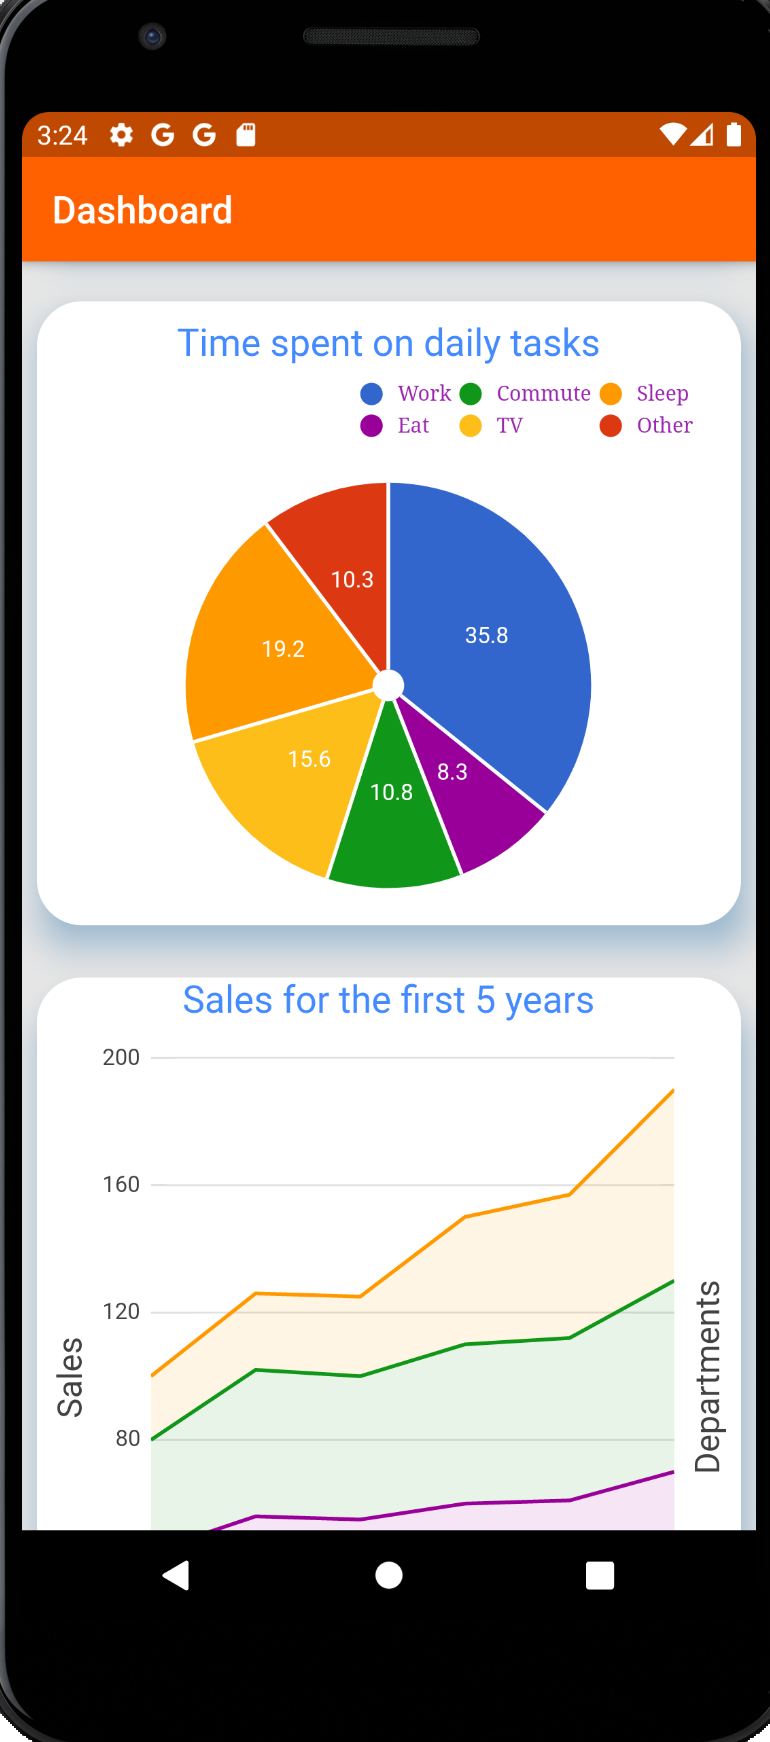 3:24
Dashboard
Time spent on daily tasks
Work Commute Sleep
Eat TV Other
10.3
35.8
19.2
15.6
8.3
10.8
Sales for the first 5 years
200
160
120
80
Sales
Departments